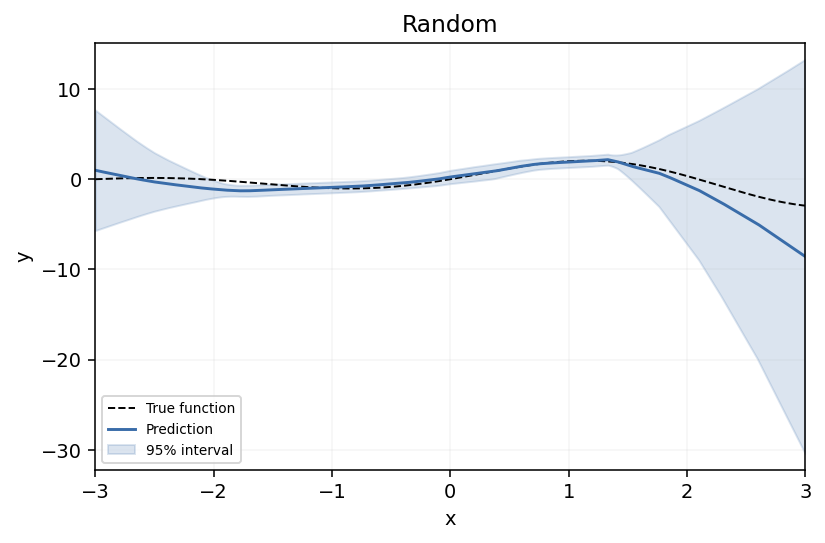 Random
10
0
−10
−20
−30
y
True function
Prediction
95% interval
−3
−2
−1
0
1
2
3
x